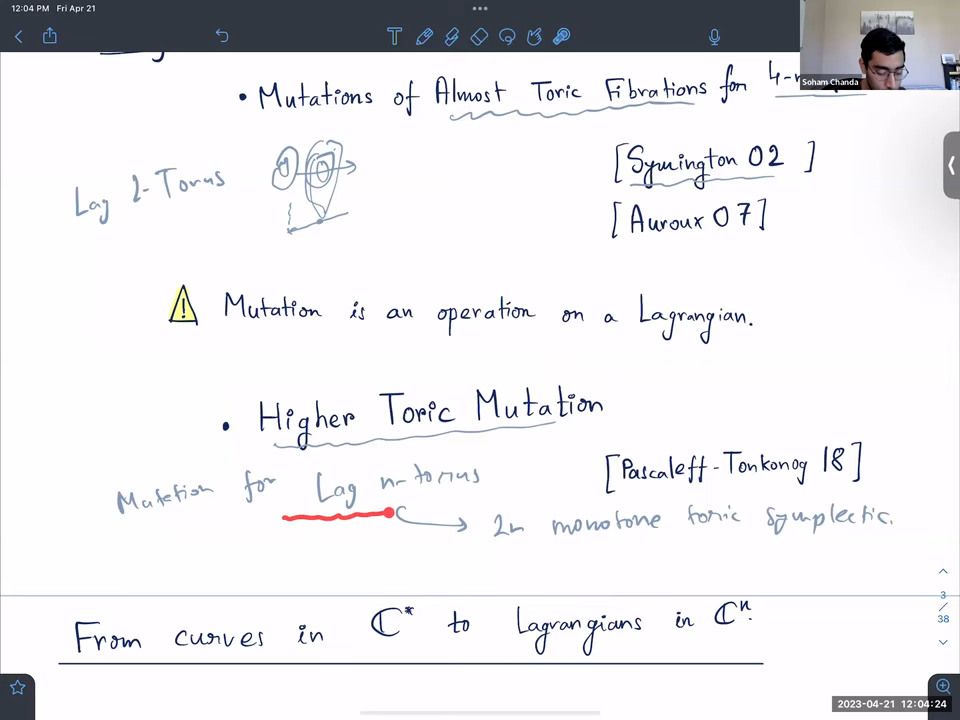 12:04 PM Fri Apr 21
Soham Chanda
• Mutations of Almost Toric Fibrations for 4-
Lag 2-Torus
[Symington 02]
[Auroux 07]
! Mutation is an operation on a Lagrangian.
• Higher Toric Mutation
[Pascaleff-Tonkonog 18]
Mutation for Lag n-torus
2n monotone toric symplectic.
From curves in ℂ* to Lagrangians in ℂⁿ.
3
/
38
2023-04-21 12:04:24